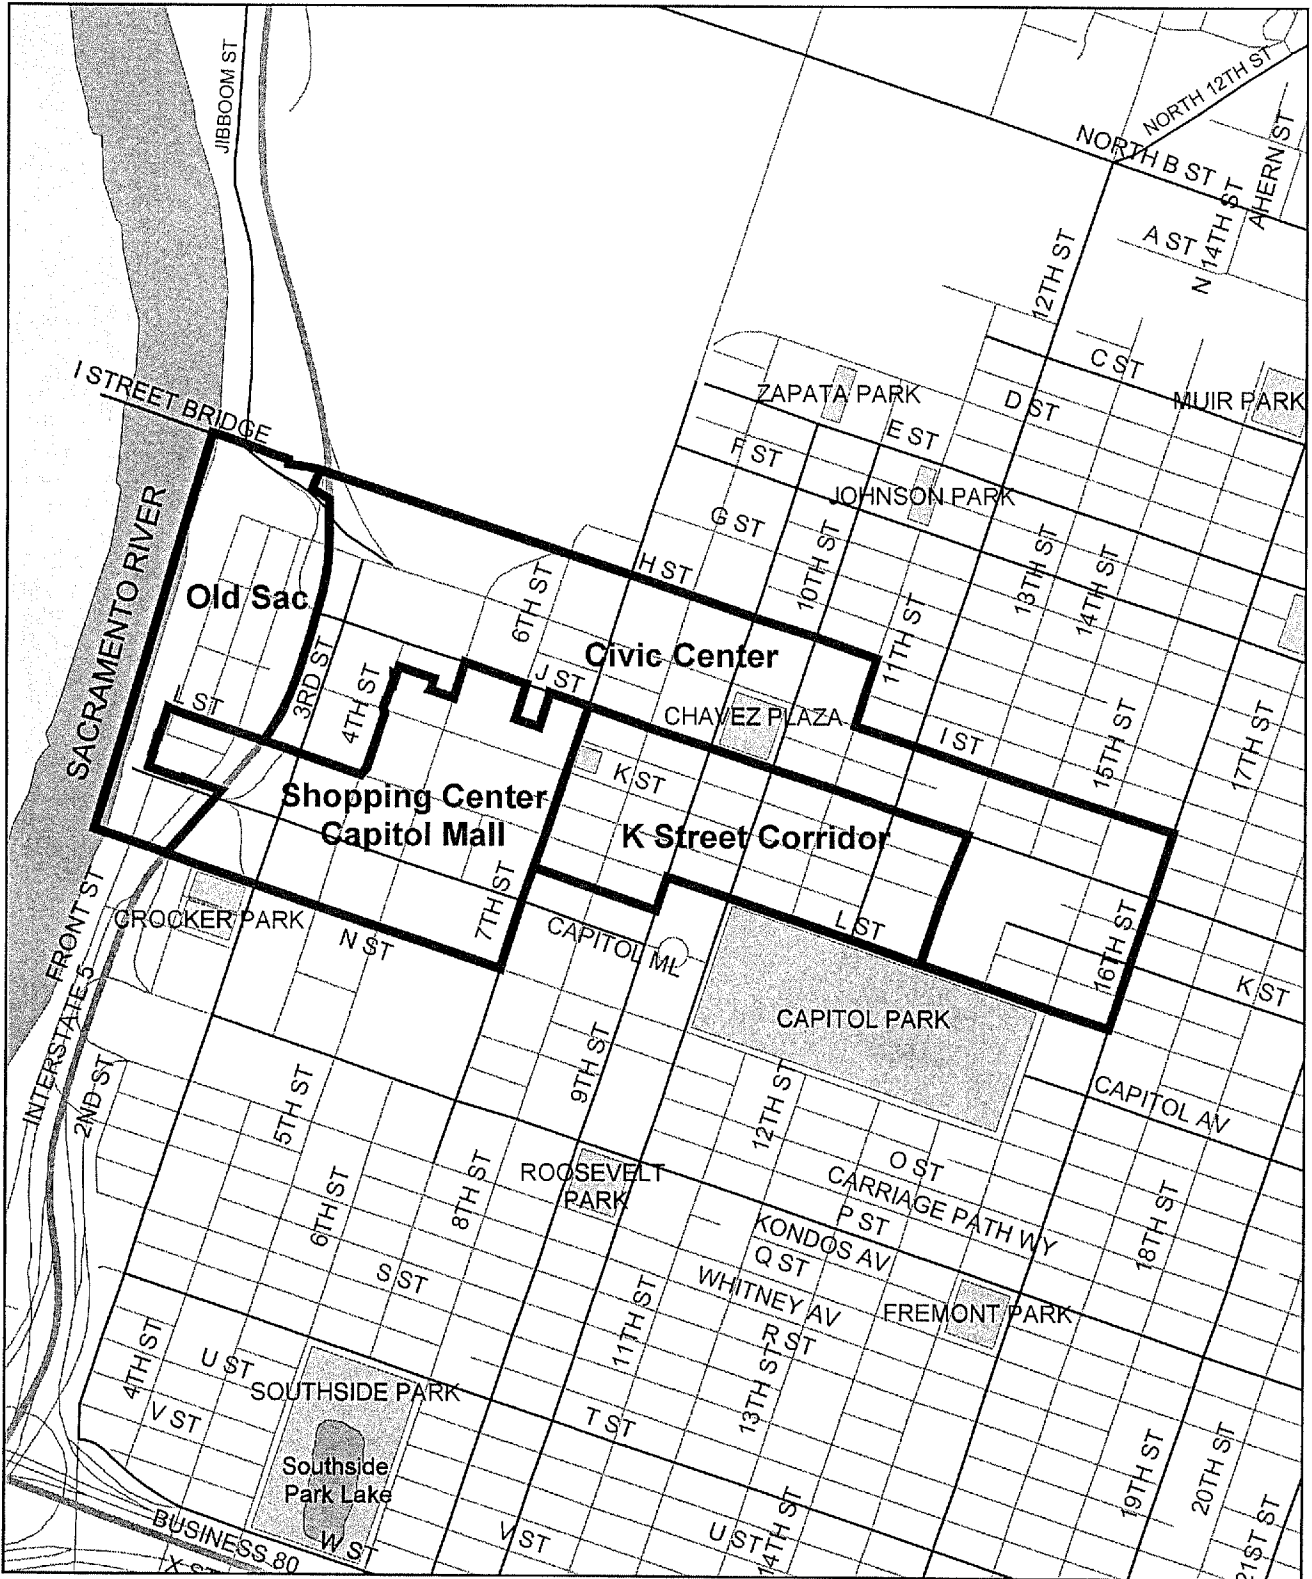 JIBBOOM ST
NORTH 12TH ST
NORTH B ST
AHERN ST
A ST
N 14TH ST
12TH ST
C ST
I STREET BRIDGE
ZAPATA PARK
D ST
MUIR PARK
E ST
F ST
JOHNSON PARK
SACRAMENTO RIVER
G ST
10TH ST
13TH ST
14TH ST
H ST
6TH ST
Old Sac
11TH ST
Civic Center
3RD ST
4TH ST
J ST
L ST
CHAVEZ PLAZA
I ST
15TH ST
17TH ST
K ST
Shopping Center
Capitol Mall
K Street Corridor
7TH ST
FRONT ST
CROCKER PARK
N ST
CAPITOL ML
L ST
16TH ST
K ST
INTERSTATE 5
CAPITOL PARK
2ND ST
5TH ST
9TH ST
12TH ST
CAPITOL AV
6TH ST
8TH ST
ROOSEVELT
PARK
O ST
CARRIAGE PATH WY
P ST
KONDOS AV
Q ST
WHITNEY AV
R ST
18TH ST
S ST
11TH ST
FREMONT PARK
4TH ST
U ST
SOUTHSIDE PARK
V ST
T ST
13TH ST
Southside
Park Lake
19TH ST
20TH ST
BUSINESS 80
W ST
V ST
U ST
14TH ST
21ST ST
X ST